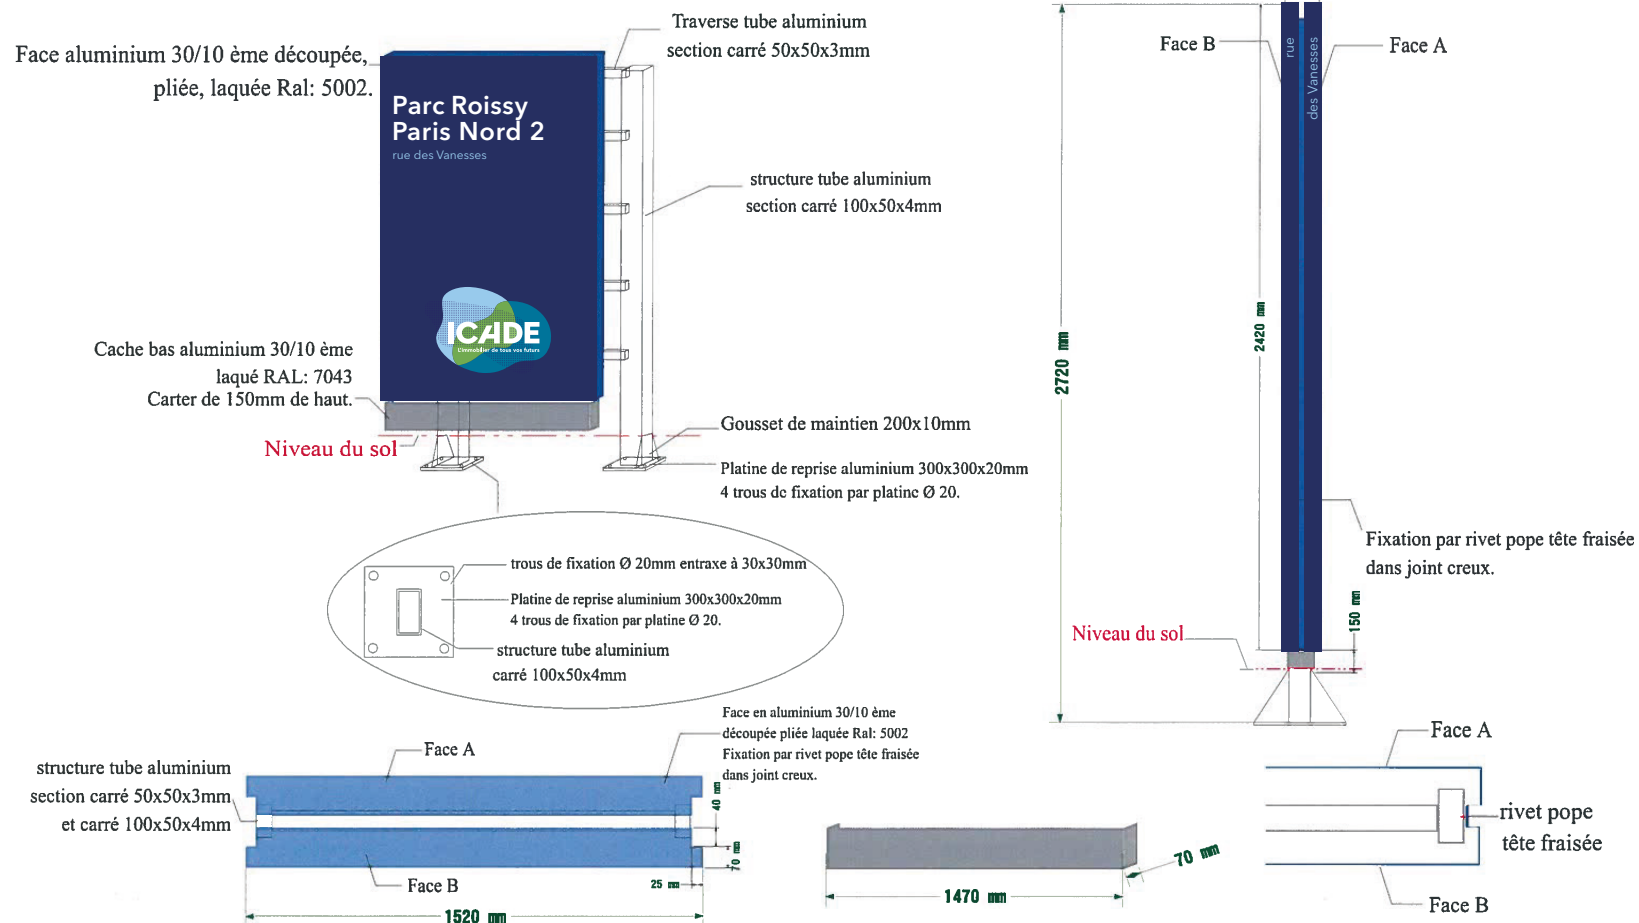 Face aluminium 30/10 ème découpée,
pliée, laquée Ral: 5002.
Traverse tube aluminium
section carré 50x50x3mm
Parc Roissy
Paris Nord 2
rue des Vanesses
structure tube aluminium
section carré 100x50x4mm
ICADE
L'immobilier de tous vos futurs
Cache bas aluminium 30/10 ème
laqué RAL: 7043
Carter de 150mm de haut.
Niveau du sol
Gousset de maintien 200x10mm
Platine de reprise aluminium 300x300x20mm
4 trous de fixation par platine Ø 20.
trous de fixation Ø 20mm entraxe à 30x30mm
Platine de reprise aluminium 300x300x20mm
4 trous de fixation par platine Ø 20.
structure tube aluminium
carré 100x50x4mm
Face B
Face A
rue
des Vanesses
2720 mm
2420 mm
Fixation par rivet pope tête fraisée
dans joint creux.
150 mm
Niveau du sol
Face en aluminium 30/10 ème
découpée pliée laquée Ral: 5002
Fixation par rivet pope tête fraisée
dans joint creux.
Face A
structure tube aluminium
section carré 50x50x3mm
et carré 100x50x4mm
Face B
40 mm
70 mm
25 mm
1520 mm
70 mm
1470 mm
Face A
rivet pope
tête fraisée
Face B